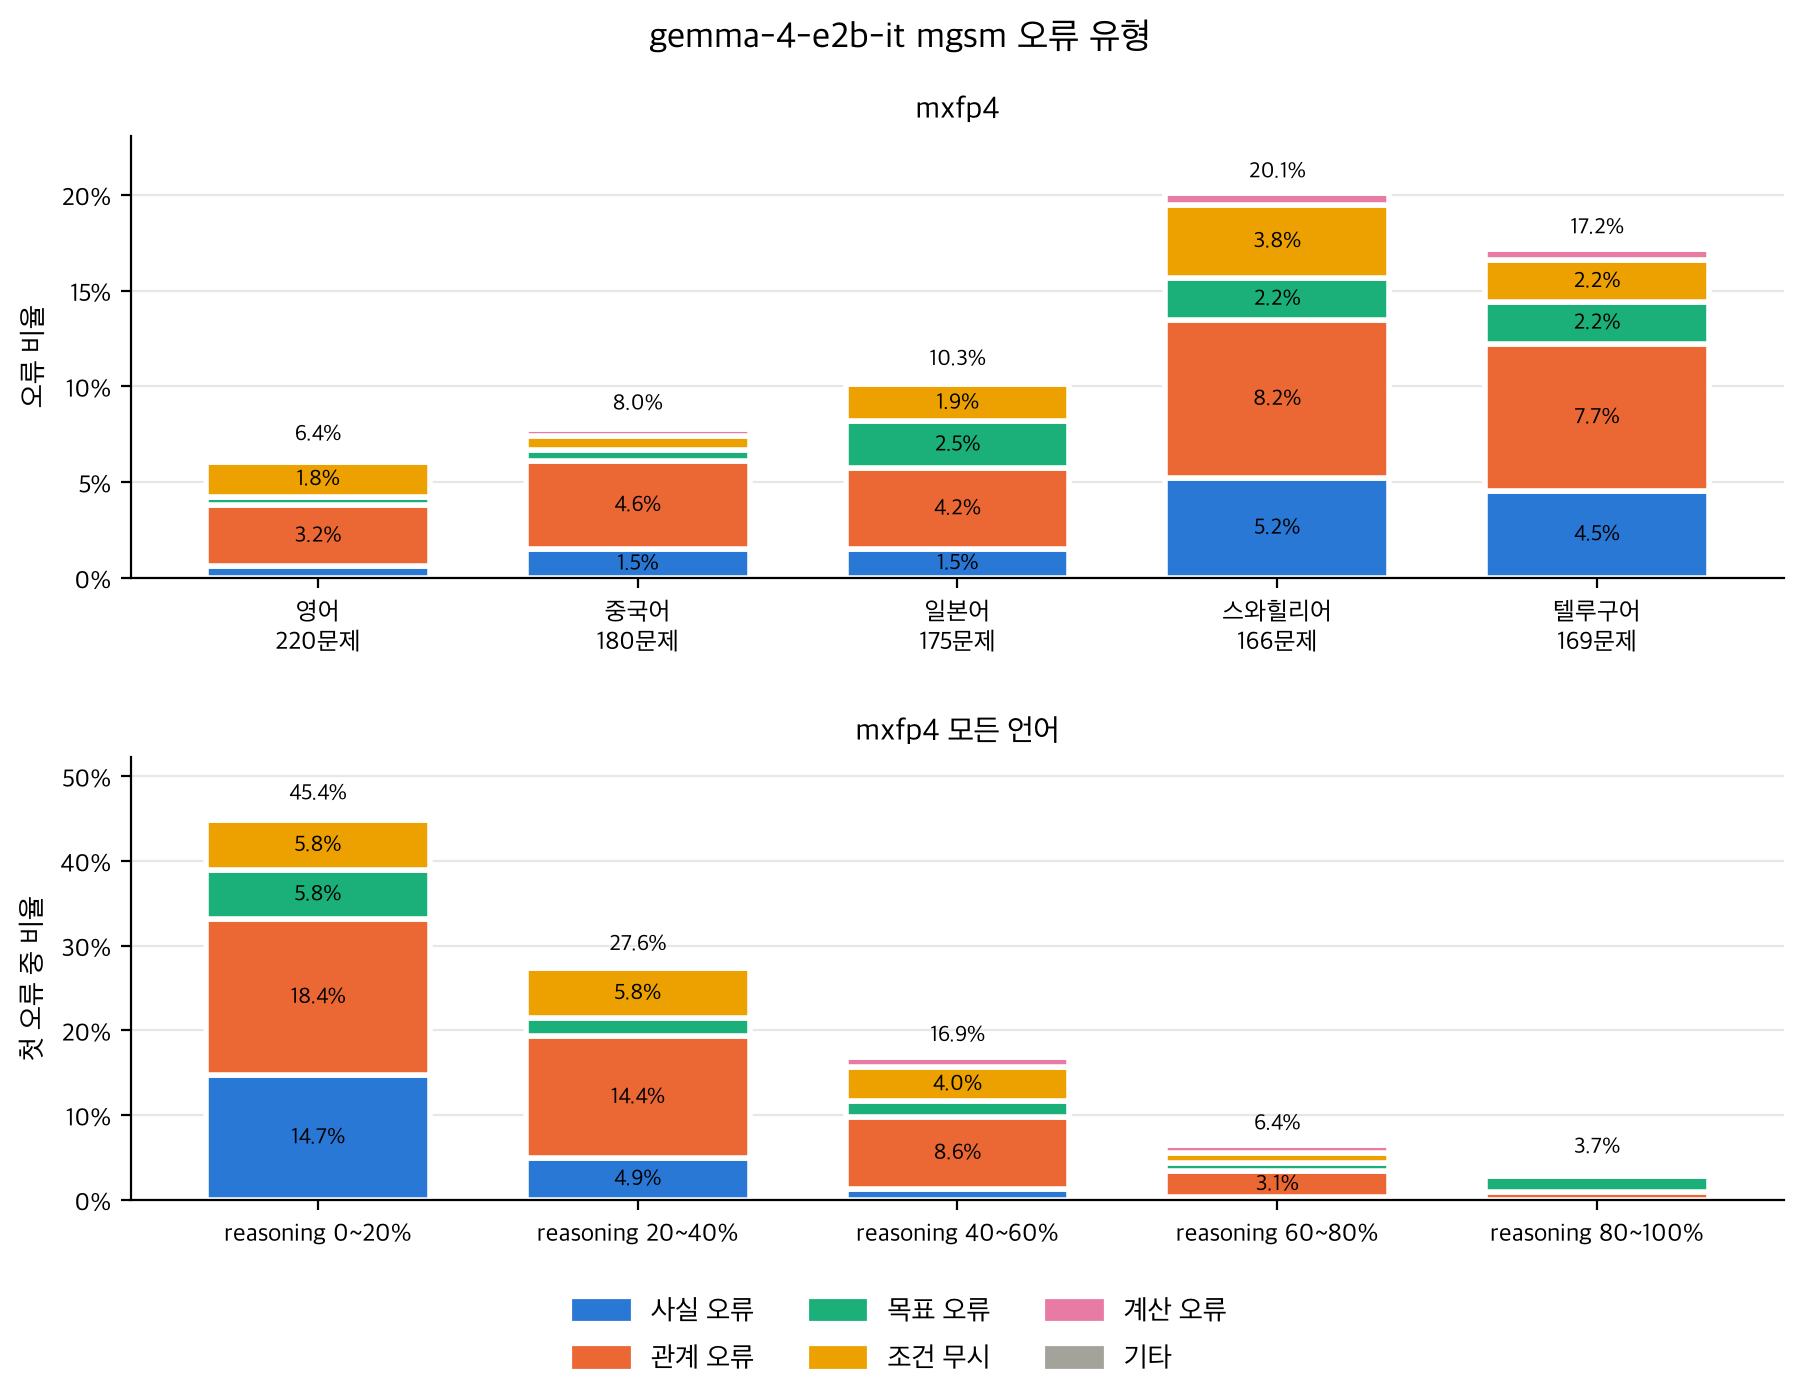 gemma-4-e2b-it mgsm 오류 유형
mxfp4
오류 비율
20%
15%
10%
5%
0%
6.4%
1.8%
3.2%
8.0%
4.6%
1.5%
10.3%
1.9%
2.5%
4.2%
1.5%
20.1%
3.8%
2.2%
8.2%
5.2%
17.2%
2.2%
2.2%
7.7%
4.5%
영어
220문제
중국어
180문제
일본어
175문제
스와힐리어
166문제
텔루구어
169문제
mxfp4 모든 언어
첫 오류 중 비율
50%
40%
30%
20%
10%
0%
45.4%
5.8%
5.8%
18.4%
14.7%
27.6%
5.8%
14.4%
4.9%
16.9%
4.0%
8.6%
6.4%
3.1%
3.7%
reasoning 0~20%
reasoning 20~40%
reasoning 40~60%
reasoning 60~80%
reasoning 80~100%
사실 오류
목표 오류
계산 오류
관계 오류
조건 무시
기타